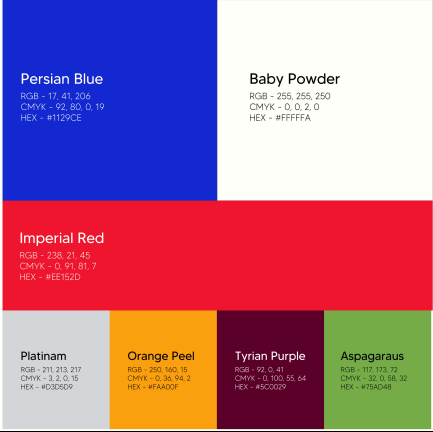 Persian Blue
RGB - 17, 41, 206
CMYK - 92, 80, 0, 19
HEX - #1129CE
Baby Powder
RGB - 255, 255, 250
CMYK - 0, 0, 2, 0
HEX - #FFFFFA
Imperial Red
RGB - 238, 21, 45
CMYK - 0, 91, 81, 7
HEX - #EE152D
Platinam
RGB - 211, 213, 217
CMYK - 3, 2, 0, 15
HEX - #D3D5D9
Orange Peel
RGB - 250, 160, 15
CMYK - 0, 36, 94, 2
HEX - #FAA00F
Tyrian Purple
RGB - 92, 0, 41
CMYK - 0, 100, 55, 64
HEX - #5C0029
Aspagaraus
RGB - 117, 173, 72
CMYK - 32, 0, 58, 32
HEX - #75AD48